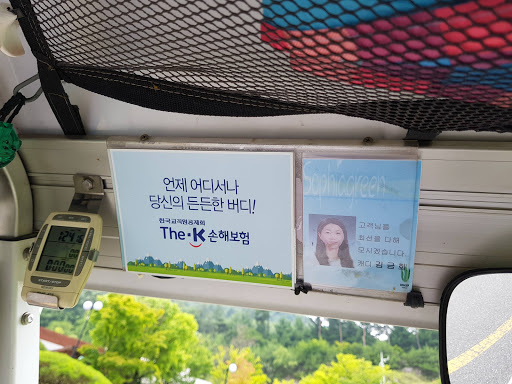 언제 어디서나
당신의 든든한 버디!
한국교직원공제회
The·K 손해보험
sophiagreen
고객님을
최선을 다해
모시겠습니다
캐디